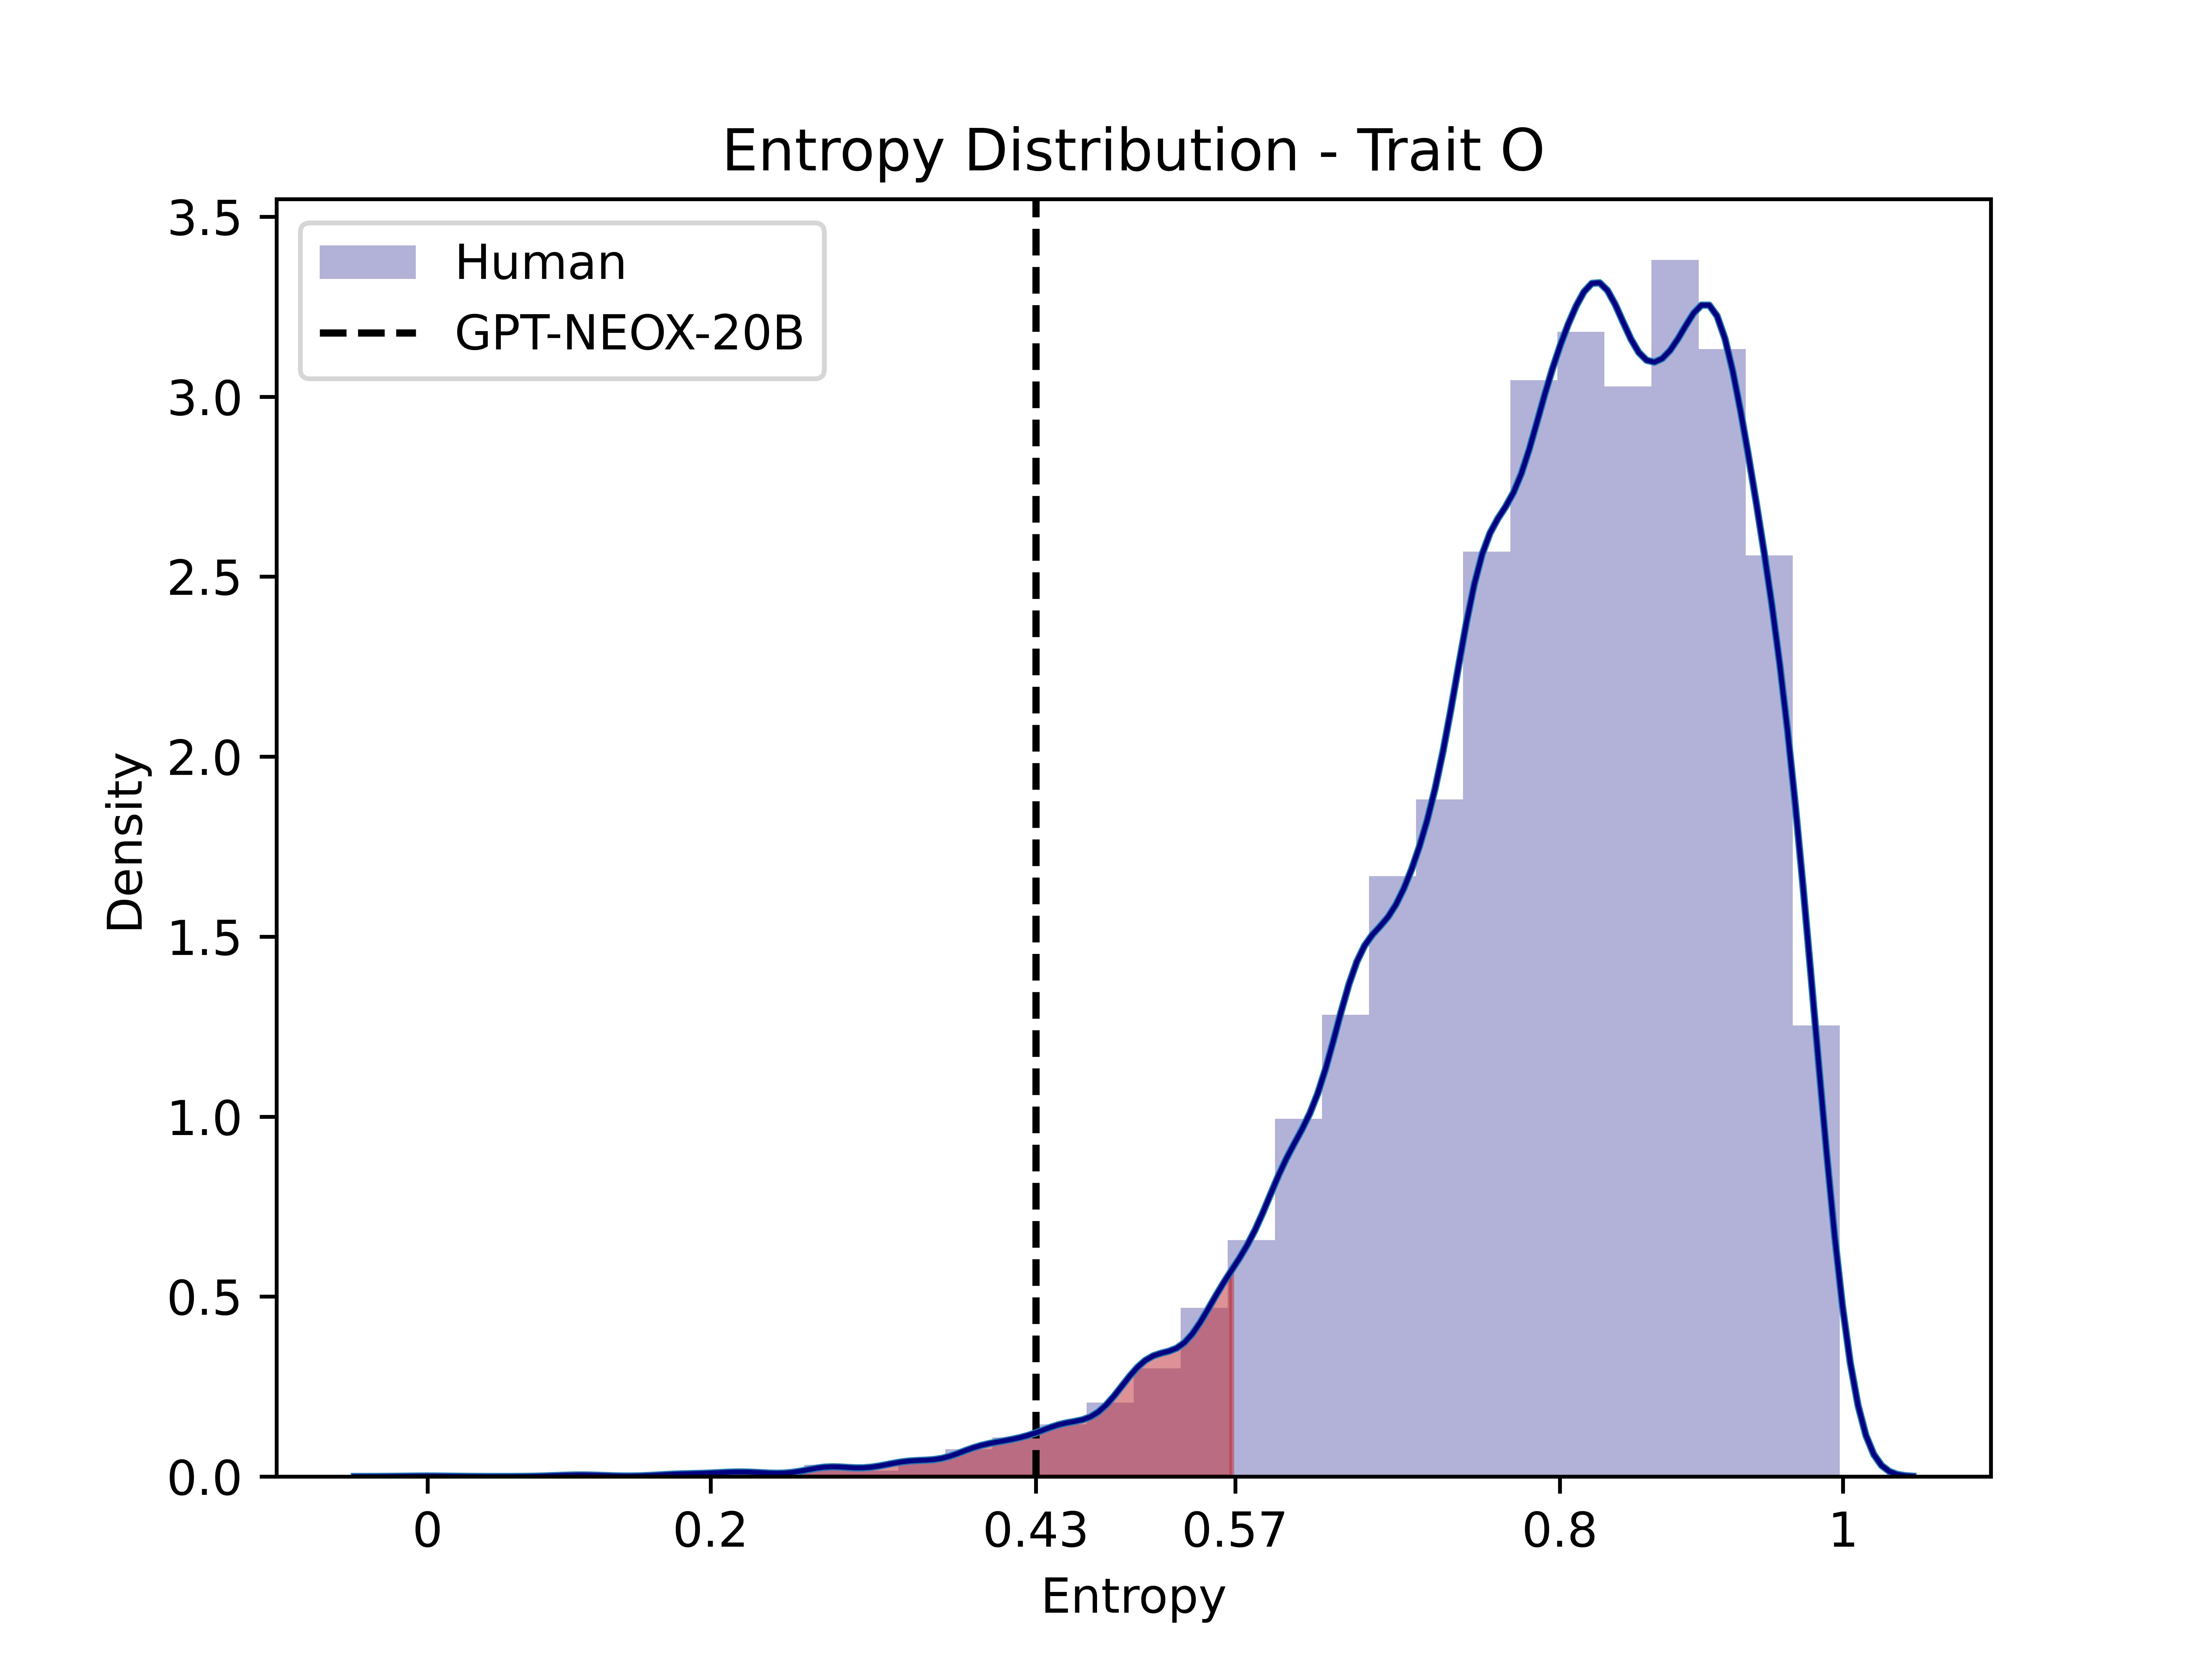 Entropy Distribution - Trait O
Human
GPT-NEOX-20B
3.5
3.0
2.5
2.0
1.5
1.0
0.5
0.0
Density
0 0.2 0.43 0.57 0.8 1
Entropy